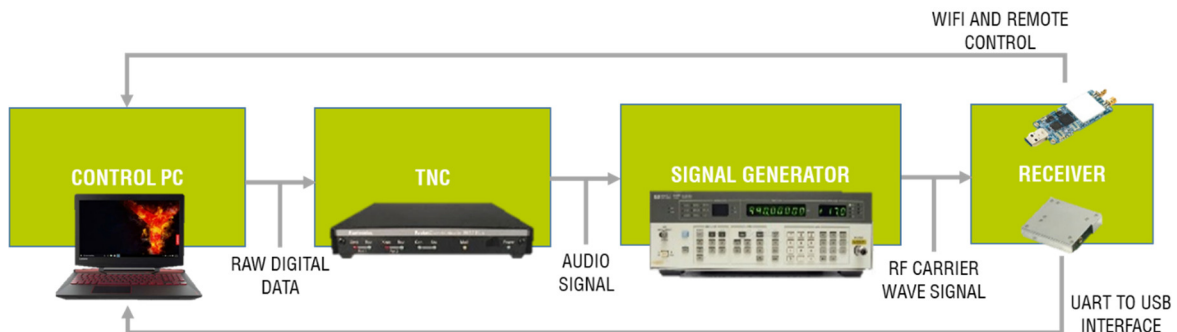 WIFI AND REMOTE
CONTROL
CONTROL PC
TNC
SIGNAL GENERATOR
RECEIVER
RAW DIGITAL
DATA
AUDIO
SIGNAL
RF CARRIER
WAVE SIGNAL
UART TO USB
INTERFACE